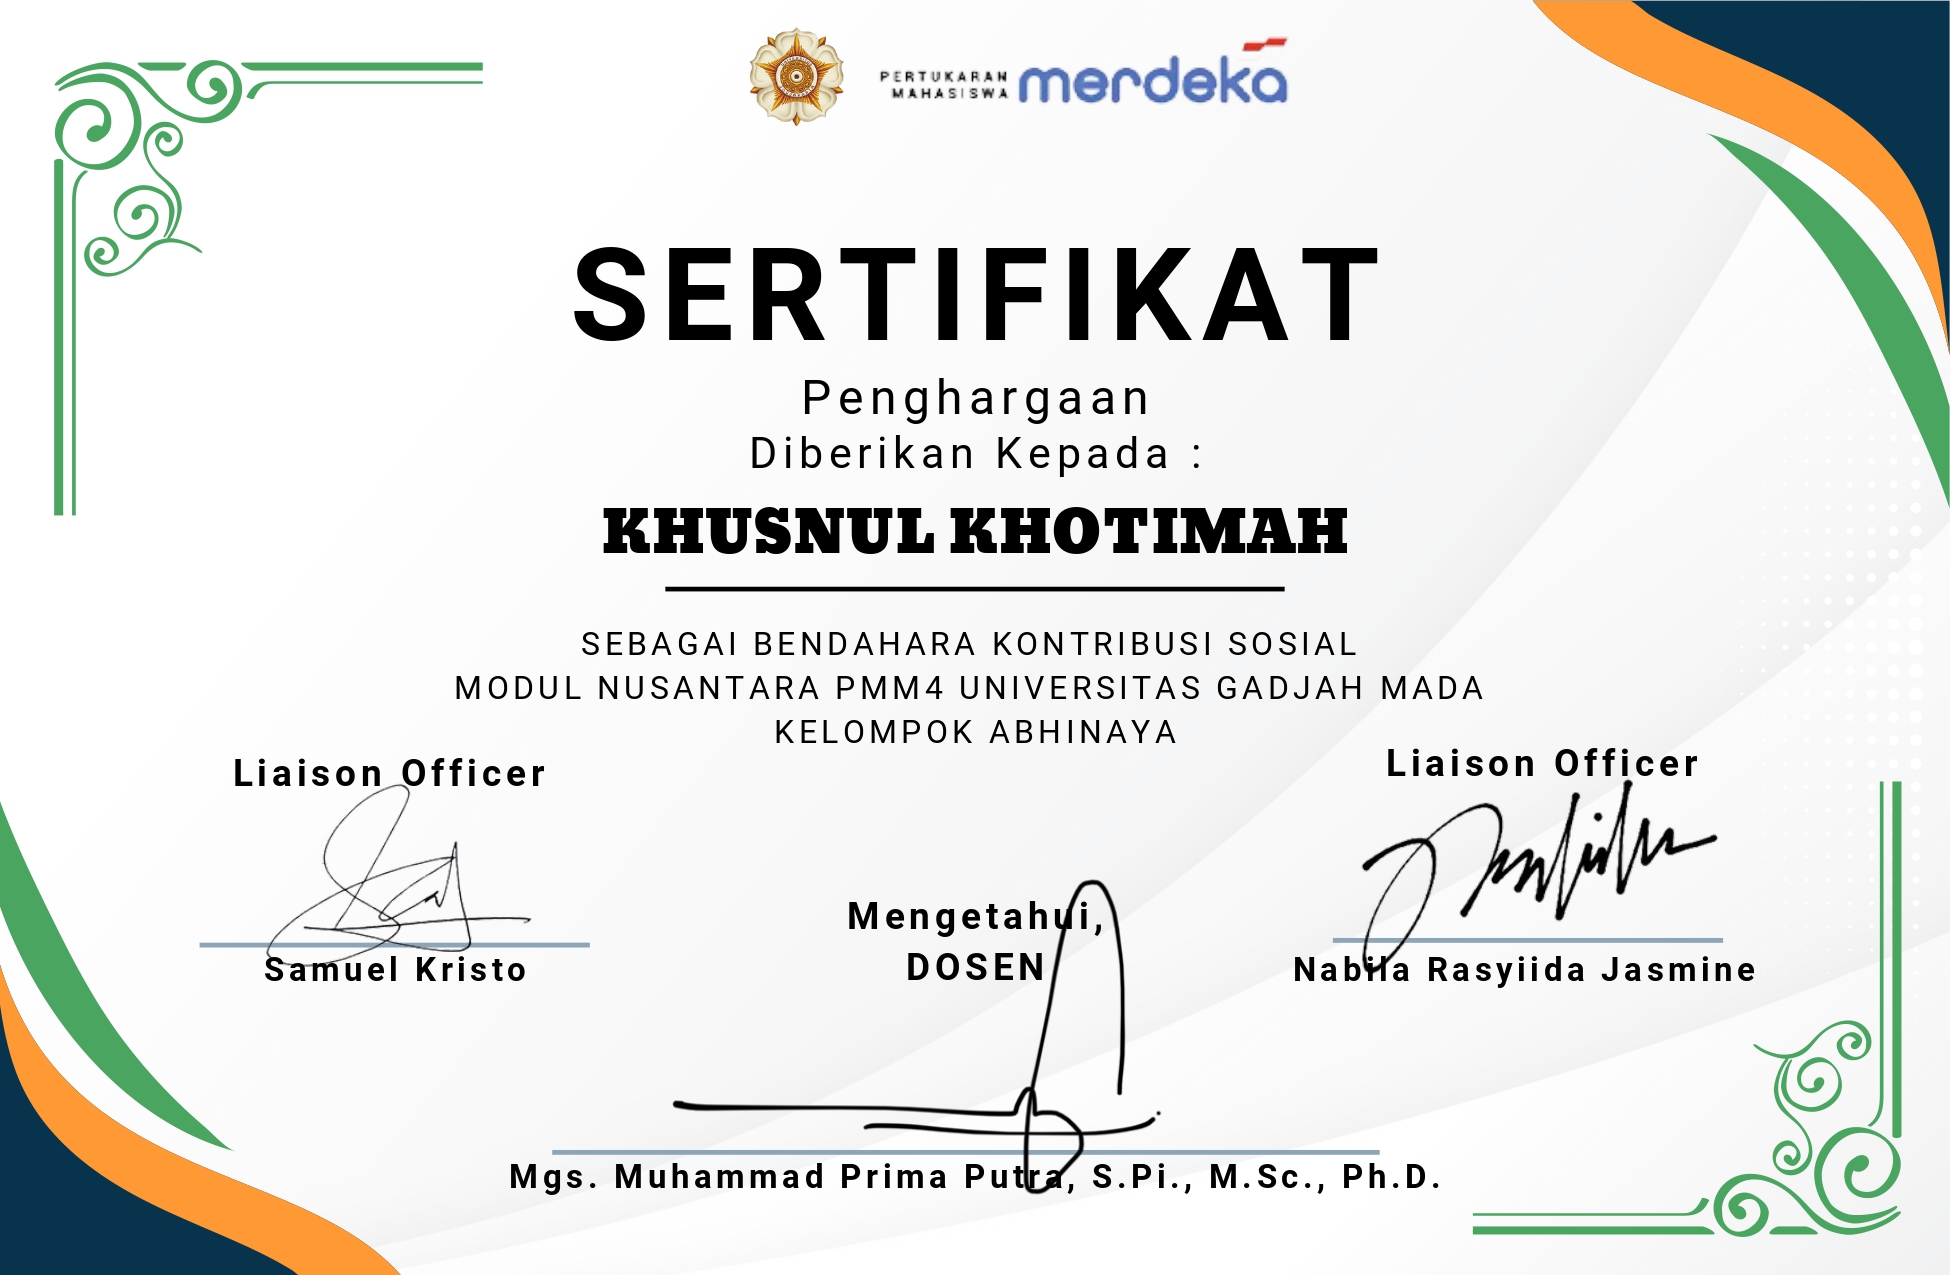 PERTUKARAN
MAHASISWA
merdeka
SERTIFIKAT
Penghargaan
Diberikan Kepada :
KHUSNUL KHOTIMAH
SEBAGAI BENDAHARA KONTRIBUSI SOSIAL
MODUL NUSANTARA PMM4 UNIVERSITAS GADJAH MADA
KELOMPOK ABHINAYA
Liaison Officer
Samuel Kristo
Liaison Officer
Nabila Rasyiida Jasmine
Mengetahui,
DOSEN
Mgs. Muhammad Prima Putra, S.Pi., M.Sc., Ph.D.